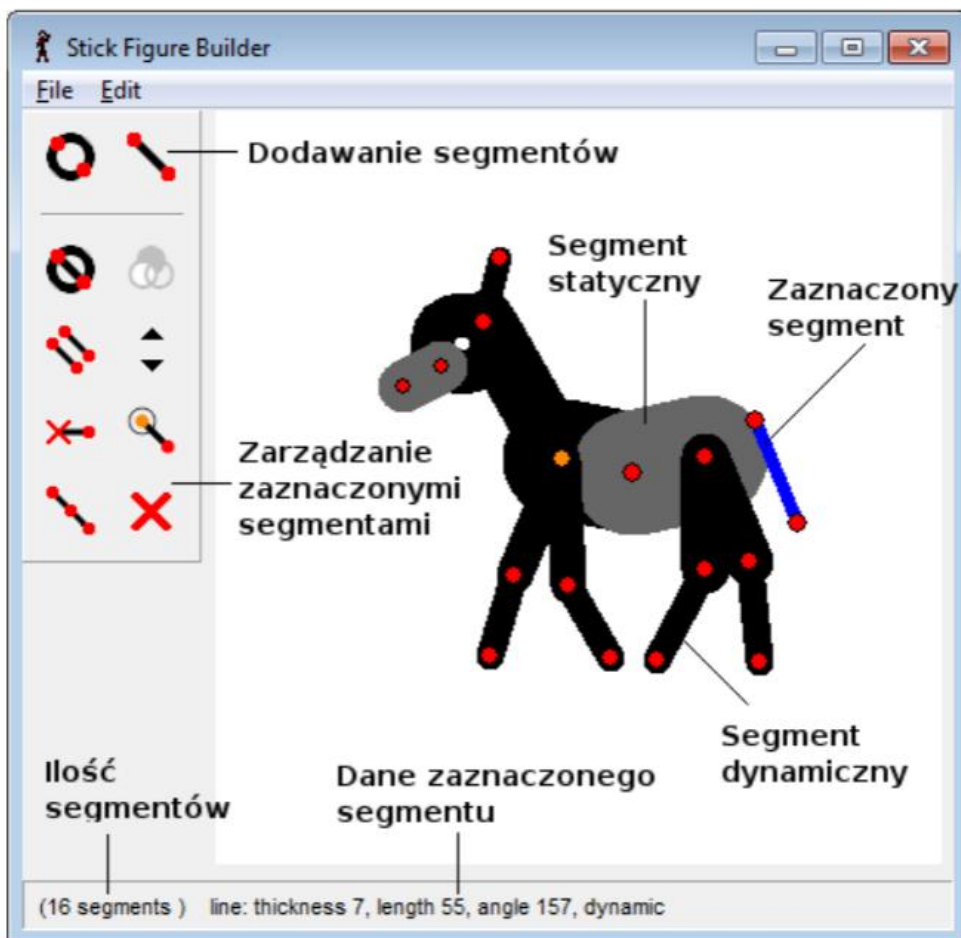 Stick Figure Builder
File Edit
Dodawanie segmentów
Segment
statyczny
Zaznaczony
segment
Zarządzanie
zaznaczonymi
segmentami
Segment
dynamiczny
Ilość
segmentów
Dane zaznaczonego
segmentu
(16 segments ) line: thickness 7, length 55, angle 157, dynamic